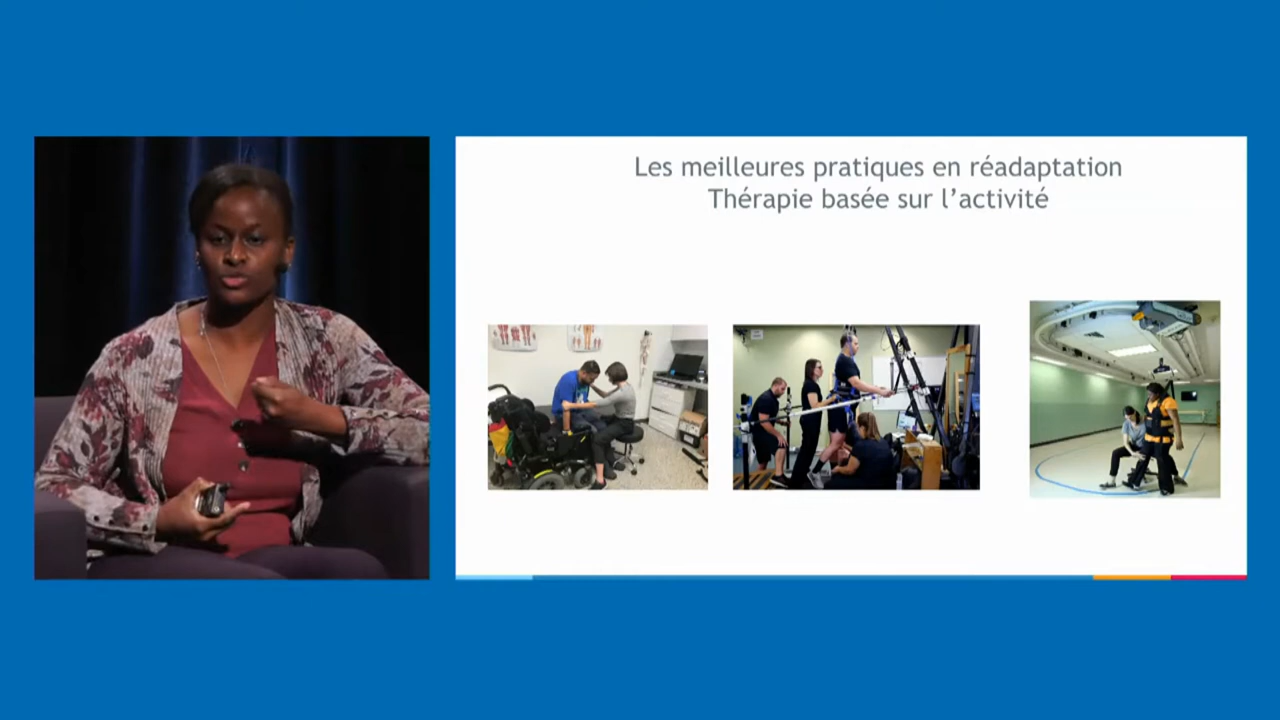 Les meilleures pratiques en réadaptation
Thérapie basée sur l’activité